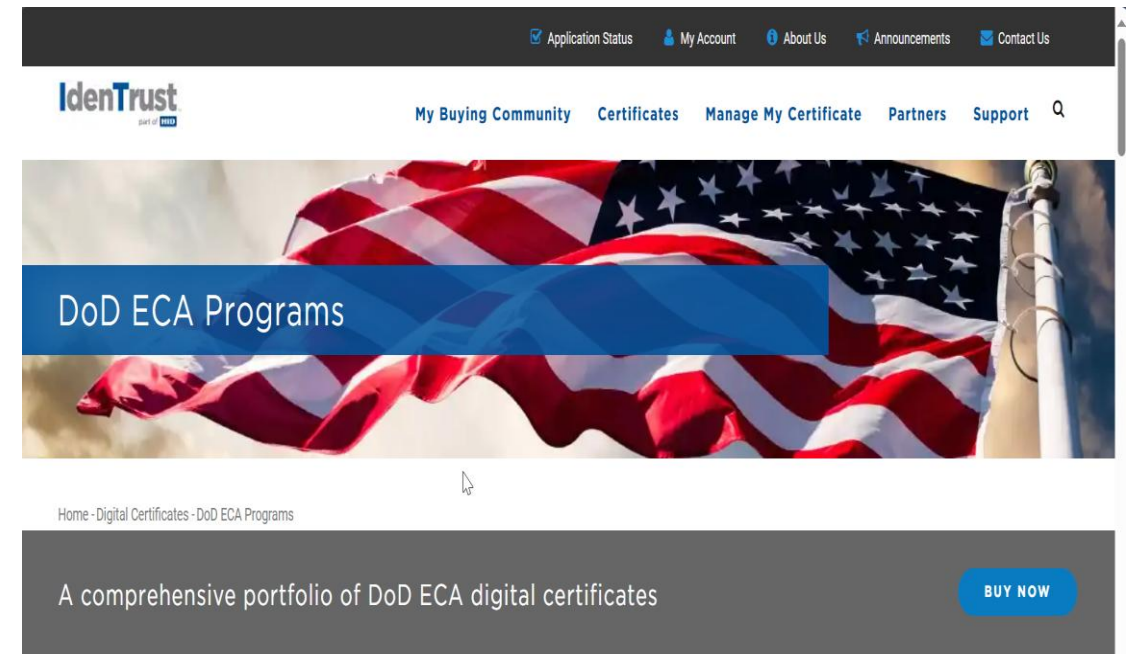 Application Status My Account About Us Announcements Contact Us
IdenTrust
part of HID
My Buying Community Certificates Manage My Certificate Partners Support
DoD ECA Programs
Home - Digital Certificates - DoD ECA Programs
A comprehensive portfolio of DoD ECA digital certificates
BUY NOW